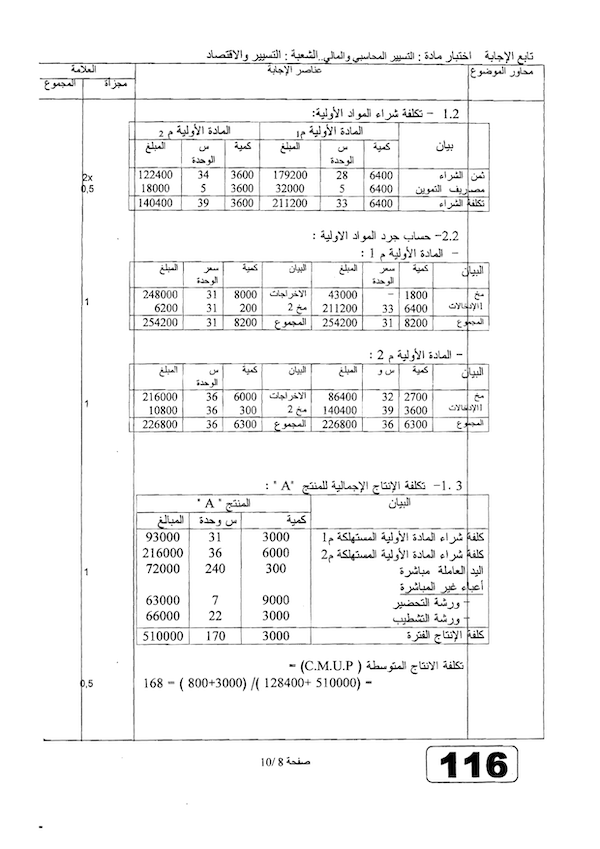 تابع الإجابة اختبار مادة : التسيير المحاسبي والمالي..الشعبة : التسيير والاقتصاد
محاور الموضوع عناصر الإجابة العلامة
مجزأة المجموع
1.2 – تكلفة شراء المواد الأولية:
بيان المادة الأولية م1 المادة الأولية م 2
كمية س الوحدة المبلغ كمية س الوحدة المبلغ
ثمن الشراء 6400 28 179200 3600 34 122400
مصاريف التموين 6400 5 32000 3600 5 18000
تكلفة الشراء 6400 33 211200 3600 39 140400
2x
0,5
2.2– حساب جرد المواد الاولية :
– المادة الأولية م 1 :
البيان كمية سعر الوحدة المبلغ البيان كمية سعر الوحدة المبلغ
مخ 1800 – 43000 الاخراجات 8000 31 248000
الإدخالات 6400 33 211200 مخ 2 200 31 6200
المجموع 8200 31 254200 المجموع 8200 31 254200
1
– المادة الأولية م 2 :
البيان كمية س و المبلغ البيان كمية س الوحدة المبلغ
مخ 2700 32 86400 الاخراجات 6000 36 216000
الإدخالات 3600 39 140400 مخ 2 300 36 10800
المجموع 6300 36 226800 المجموع 6300 36 226800
1
1. 3 – تكلفة الإنتاج الإجمالية للمنتج "A" :
البيان المنتج " A "
كمية س وحدة المبالغ
كلفة شراء المادة الأولية المستهلكة م1 3000 31 93000
كلفة شراء المادة الأولية المستهلكة م2 6000 36 216000
اليد العاملة مباشرة 300 240 72000
أعباء غير المباشرة
– ورشة التحضير 9000 7 63000
– ورشة التشطيب 3000 22 66000
كلفة الإنتاج الفترة 3000 170 510000
1
تكلفة الانتاج المتوسطة ( C.M.U.P) =
168 = ( 800+3000) /( 128400+ 510000) =
0,5
صفحة 8 /10
116